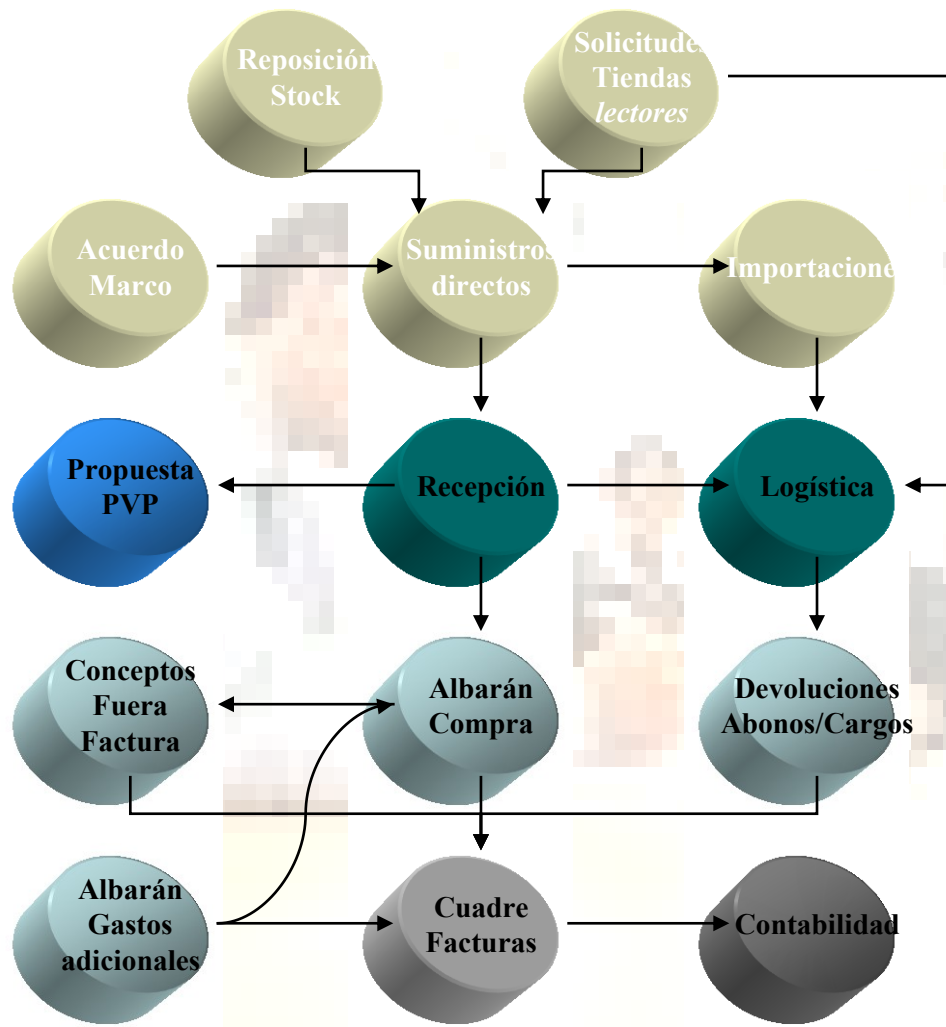 Reposición
Stock
Solicitudes
Tiendas
lectores
Acuerdo
Marco
Suministros
directos
Importaciones
Propuesta
PVP
Recepción
Logística
Conceptos
Fuera
Factura
Albarán
Compra
Devoluciones
Abonos/Cargos
Albarán
Gastos
adicionales
Cuadre
Facturas
Contabilidad